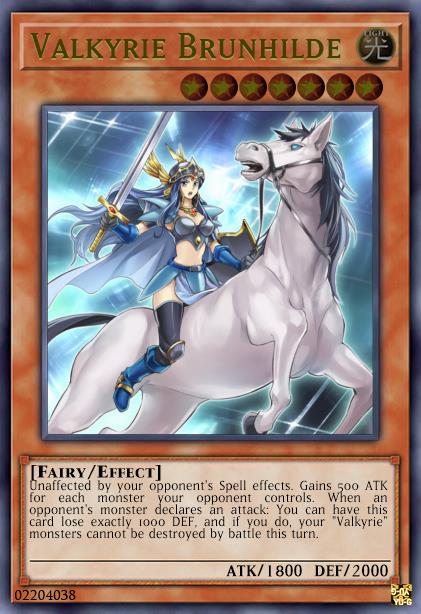 VALKYRIE BRUNHILDE
LIGHT
光
[FAIRY/EFFECT]
Unaffected by your opponent's Spell effects. Gains 500 ATK
for each monster your opponent controls. When an
opponent's monster declares an attack: You can have this
card lose exactly 1000 DEF, and if you do, your "Valkyrie"
monsters cannot be destroyed by battle this turn.
ATK/1800 DEF/2000
02204038